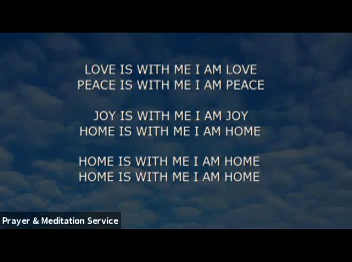 LOVE IS WITH ME I AM LOVE
PEACE IS WITH ME I AM PEACE
JOY IS WITH ME I AM JOY
HOME IS WITH ME I AM HOME
HOME IS WITH ME I AM HOME
HOME IS WITH ME I AM HOME
Prayer & Meditation Service